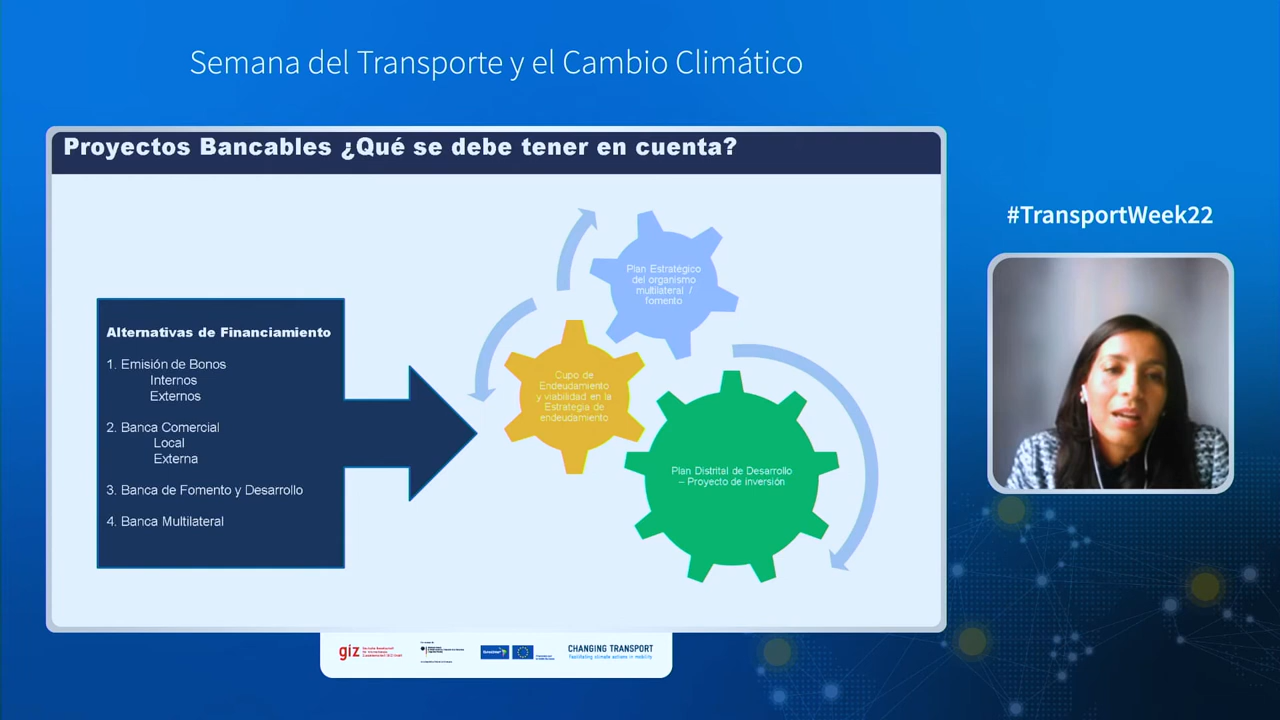 Semana del Transporte y el Cambio Climático
Proyectos Bancables ¿Qué se debe tener en cuenta?
#TransportWeek22
Alternativas de Financiamiento
1. Emisión de Bonos
Internos
Externos
2. Banca Comercial
Local
Externa
3. Banca de Fomento y Desarrollo
4. Banca Multilateral
Plan Estratégico
del organismo
multilateral /
fomento
Cupo de
Endeudamiento
y viabilidad en la
Estrategia de
endeudamiento
Plan Distrital de Desarrollo
– Proyecto de inversión
giz
CHANGING TRANSPORT
Facilitating climate actions in mobility